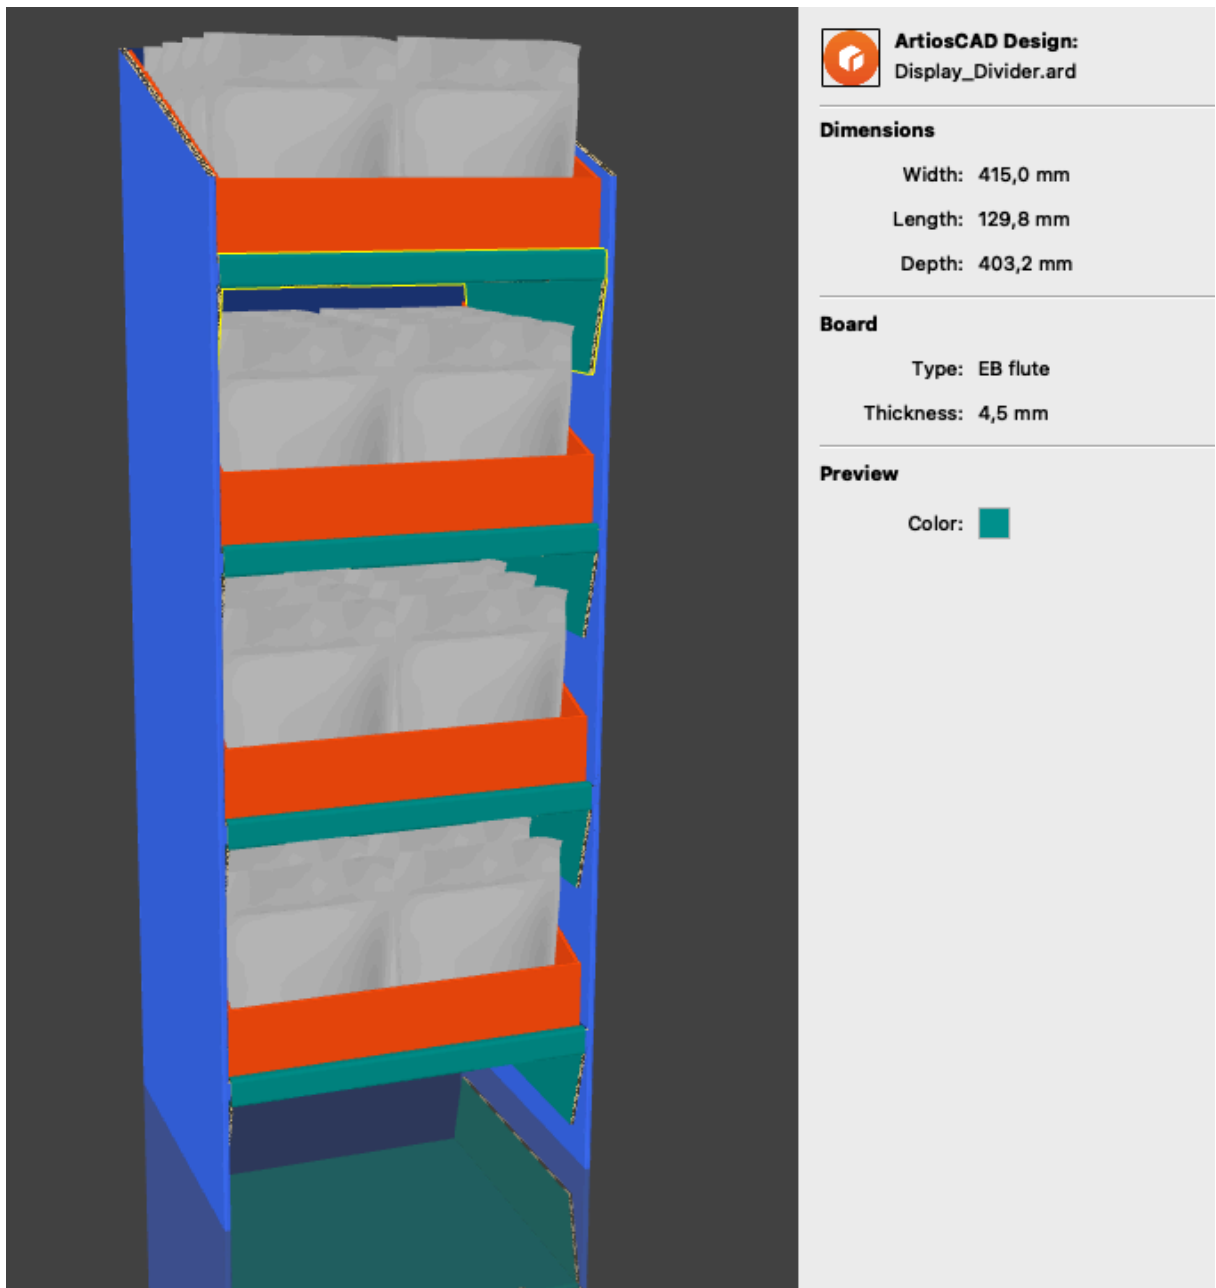 ArtiosCAD Design:
Display_Divider.ard
Dimensions
Width: 415,0 mm
Length: 129,8 mm
Depth: 403,2 mm
Board
Type: EB flute
Thickness: 4,5 mm
Preview
Color: